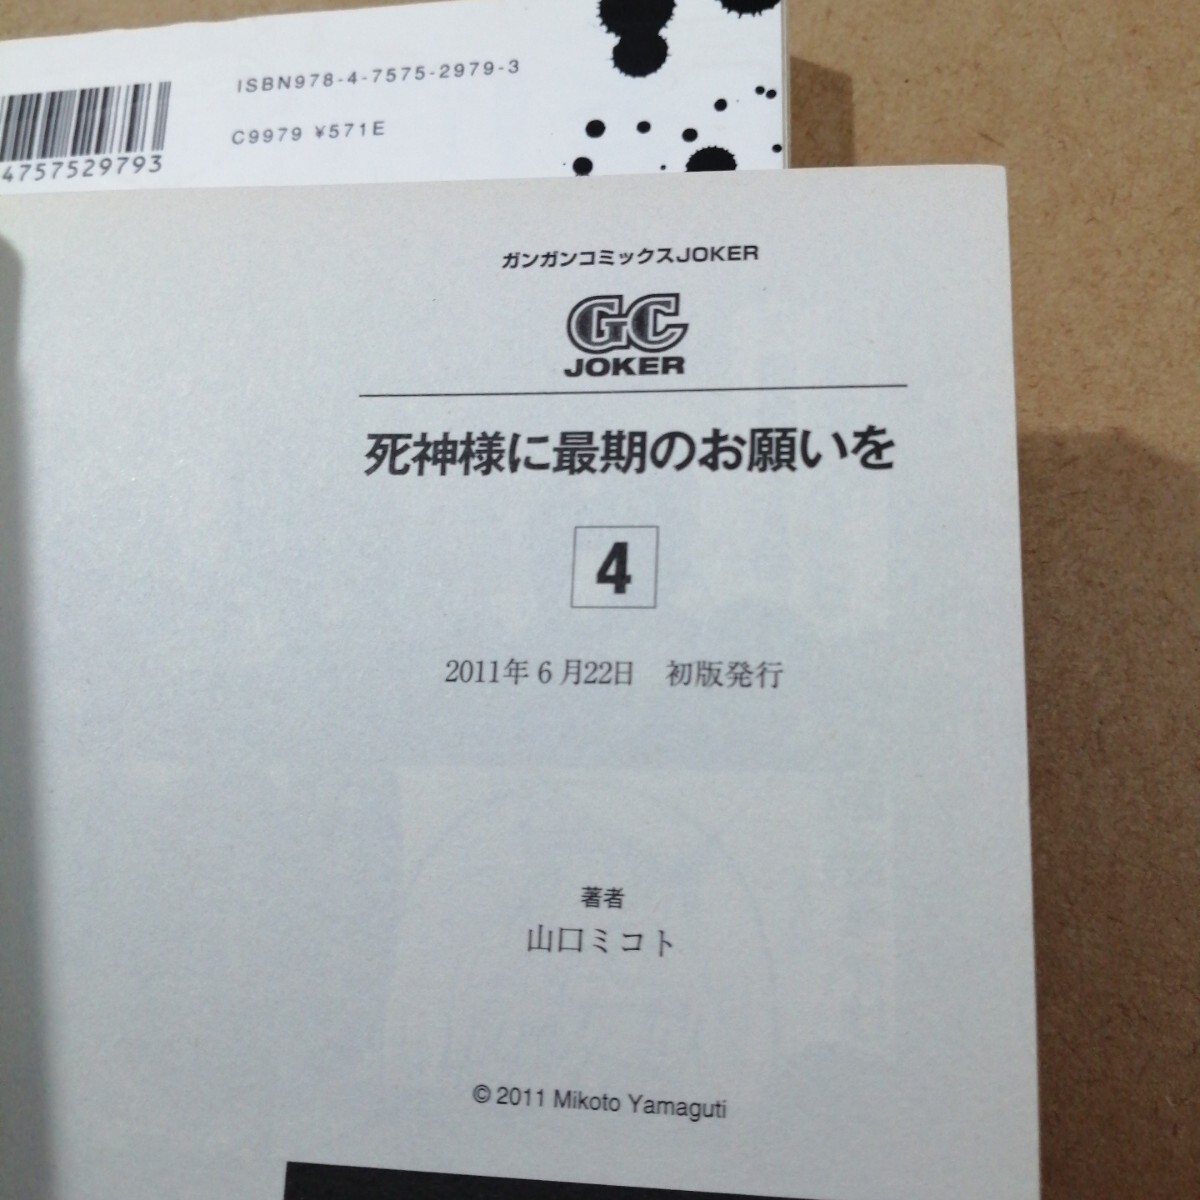 ISBN978-4-7575-2979-3
C9979 ¥571E
4757529793
ガンガンコミックスJOKER
GC
JOKER
死神様に最期のお願いを
4
2011年6月22日 初版発行
著者
山口ミコト
© 2011 Mikoto Yamaguti